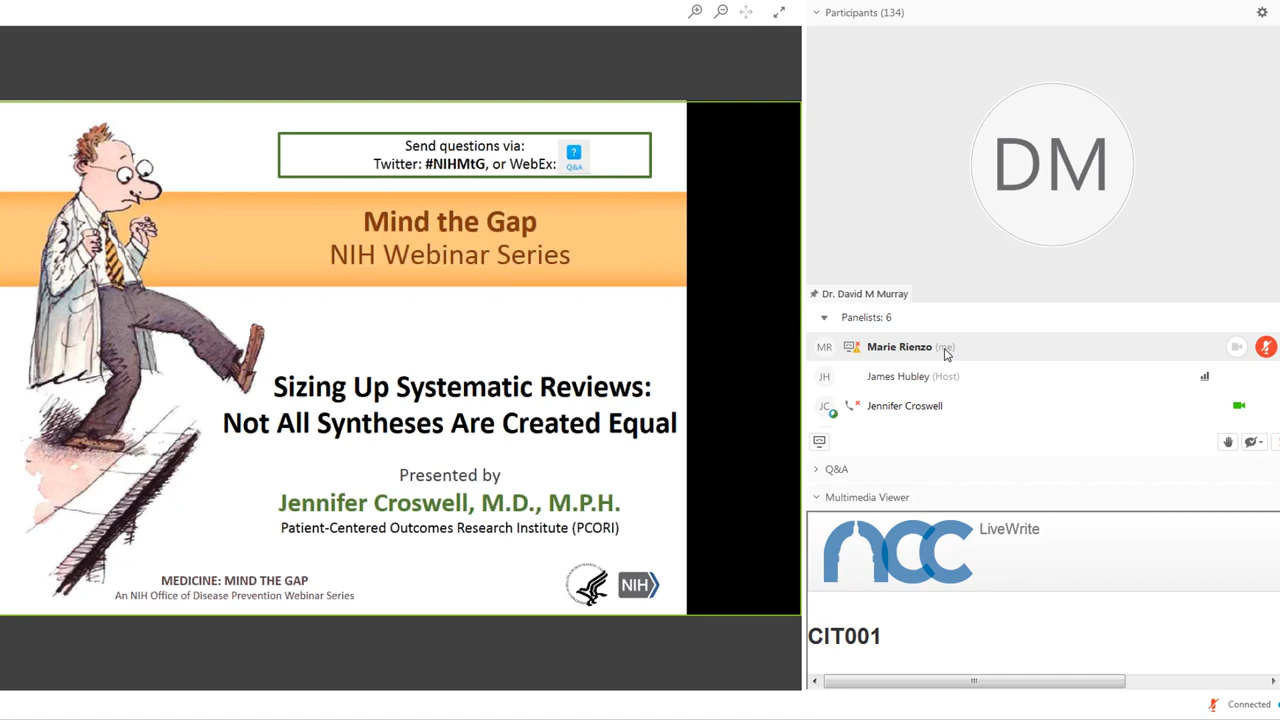 Send questions via:
Twitter: #NIHMtG, or WebEx:
?
Q&A
Mind the Gap
NIH Webinar Series
Sizing Up Systematic Reviews:
Not All Syntheses Are Created Equal
Presented by
Jennifer Croswell, M.D., M.P.H.
Patient-Centered Outcomes Research Institute (PCORI)
MEDICINE: MIND THE GAP
An NIH Office of Disease Prevention Webinar Series
NIH
Participants (134)
DM
Dr. David M Murray
Panelists: 6
MR Marie Rienzo (me)
JH James Hubley (Host)
JC Jennifer Croswell
Q&A
Multimedia Viewer
ACC LiveWrite
CIT001
Connected